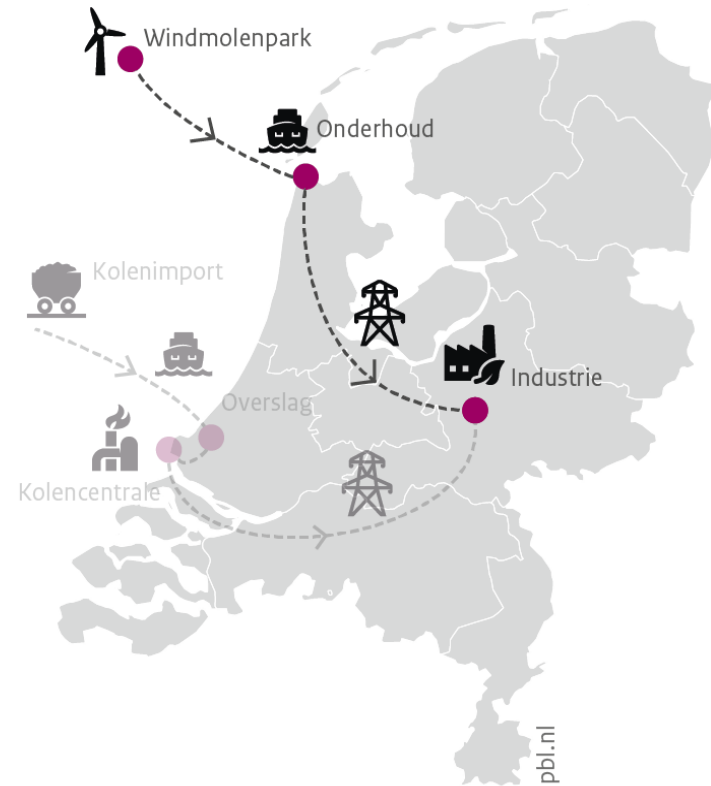 Windmolenpark
Onderhoud
Kolenimport
Industrie
Overslag
Kolencentrale
pbl.nl